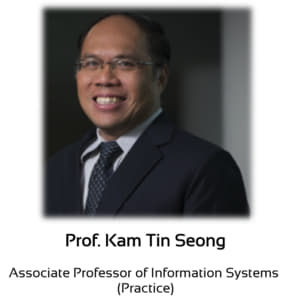 Prof. Kam Tin Seong
Associate Professor of Information Systems
(Practice)